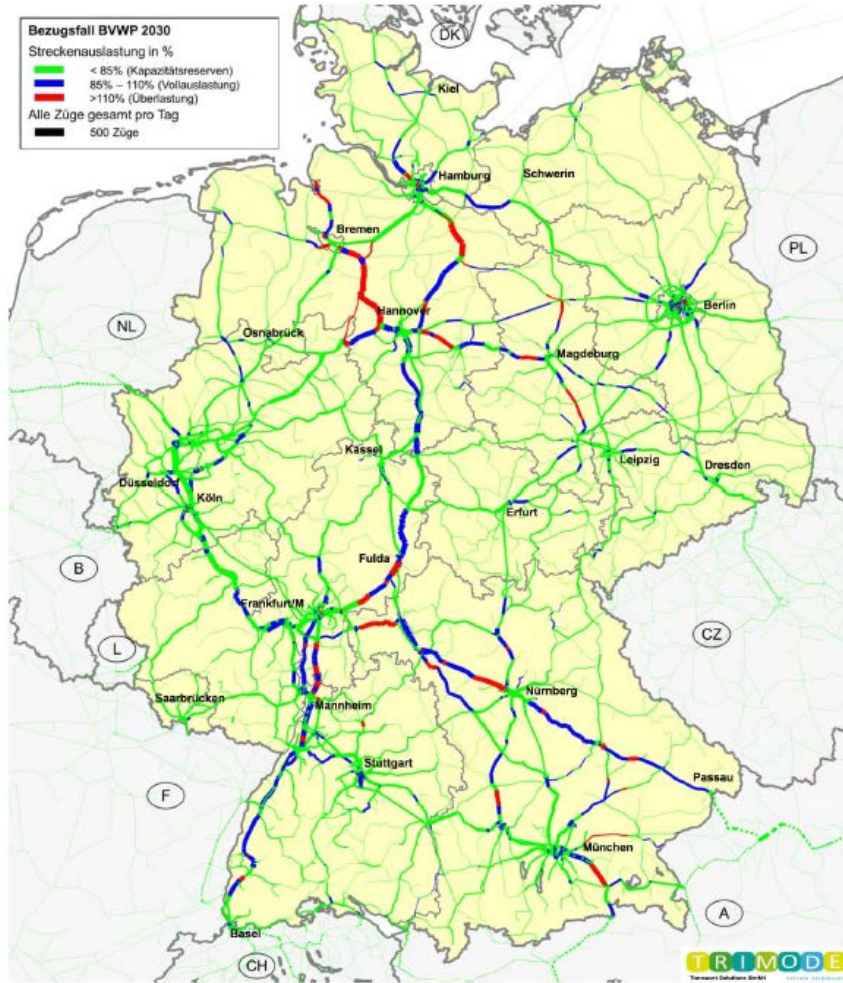 Bezugsfall BVWP 2030
Streckenauslastung in %
< 85% (Kapazitätsreserven)
85% – 110% (Vollauslastung)
>110% (Überlastung)
Alle Züge gesamt pro Tag
500 Züge
DK
Kiel
Hamburg
Schwerin
Bremen
PL
Berlin
NL
Hannover
Osnabrück
Magdeburg
Kassel
Leipzig
Dresden
Düsseldorf
Köln
Erfurt
B
Fulda
Frankfurt/M
CZ
L
Saarbrücken
Mannheim
Nürnberg
Stuttgart
Passau
F
München
A
Basel
CH
TRIMODE
Transport Solutions GmbH